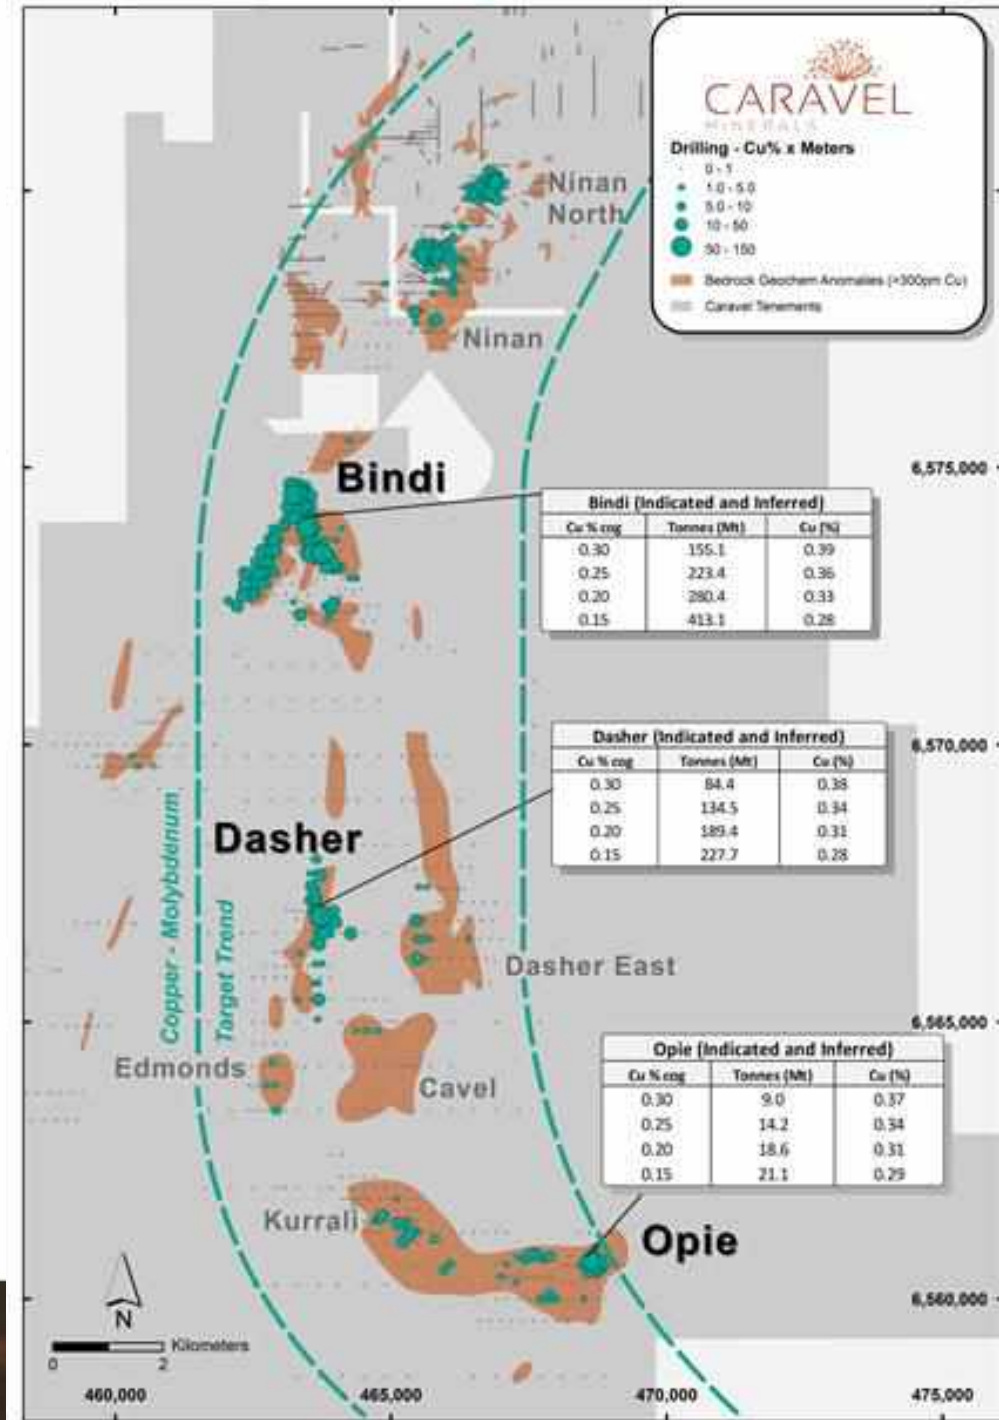 CARAVEL
MINERALS
Drilling - Cu% x Meters
0 - 1
1.0 - 5.0
5.0 - 10
10 - 50
50 - 150
Bedrock Geochem Anomalies (>300pm Cu)
Caravel Tenements
Ninan
North
Ninan
Bindi
6,575,000
Bindi (Indicated and Inferred)
Cu % cog Tonnes (Mt) Cu (%)
0.30 155.1 0.39
0.25 223.4 0.36
0.20 280.4 0.33
0.15 413.1 0.28
6,570,000
Dasher (Indicated and Inferred)
Cu % cog Tonnes (Mt) Cu (%)
0.30 84.4 0.38
0.25 134.5 0.34
0.20 189.4 0.31
0.15 227.7 0.28
Dasher
Copper - Molybdenum
Target Trend
Dasher East
6,565,000
Edmonds
Cavel
Opie (Indicated and Inferred)
Cu % cog Tonnes (Mt) Cu (%)
0.30 9.0 0.37
0.25 14.2 0.34
0.20 18.6 0.31
0.15 21.1 0.29
Kurrali
Opie
6,560,000
N
Kilometers
0 2
460,000 465,000 470,000 475,000